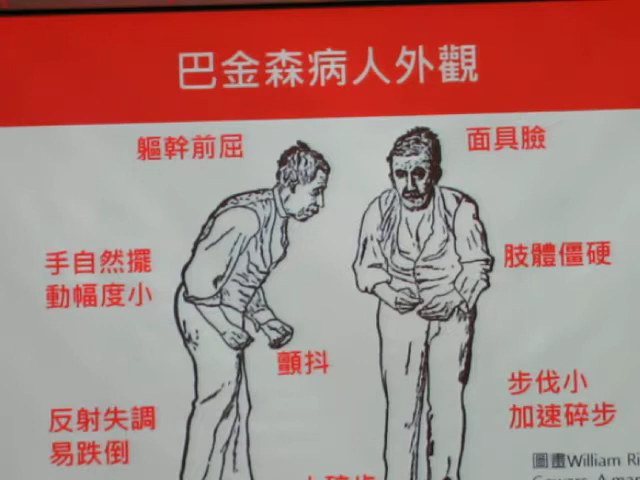 巴金森病人外觀
軀幹前屈
面具臉
手自然擺
動幅度小
肢體僵硬
顫抖
步伐小
加速碎步
反射失調
易跌倒
圖畫William Ri